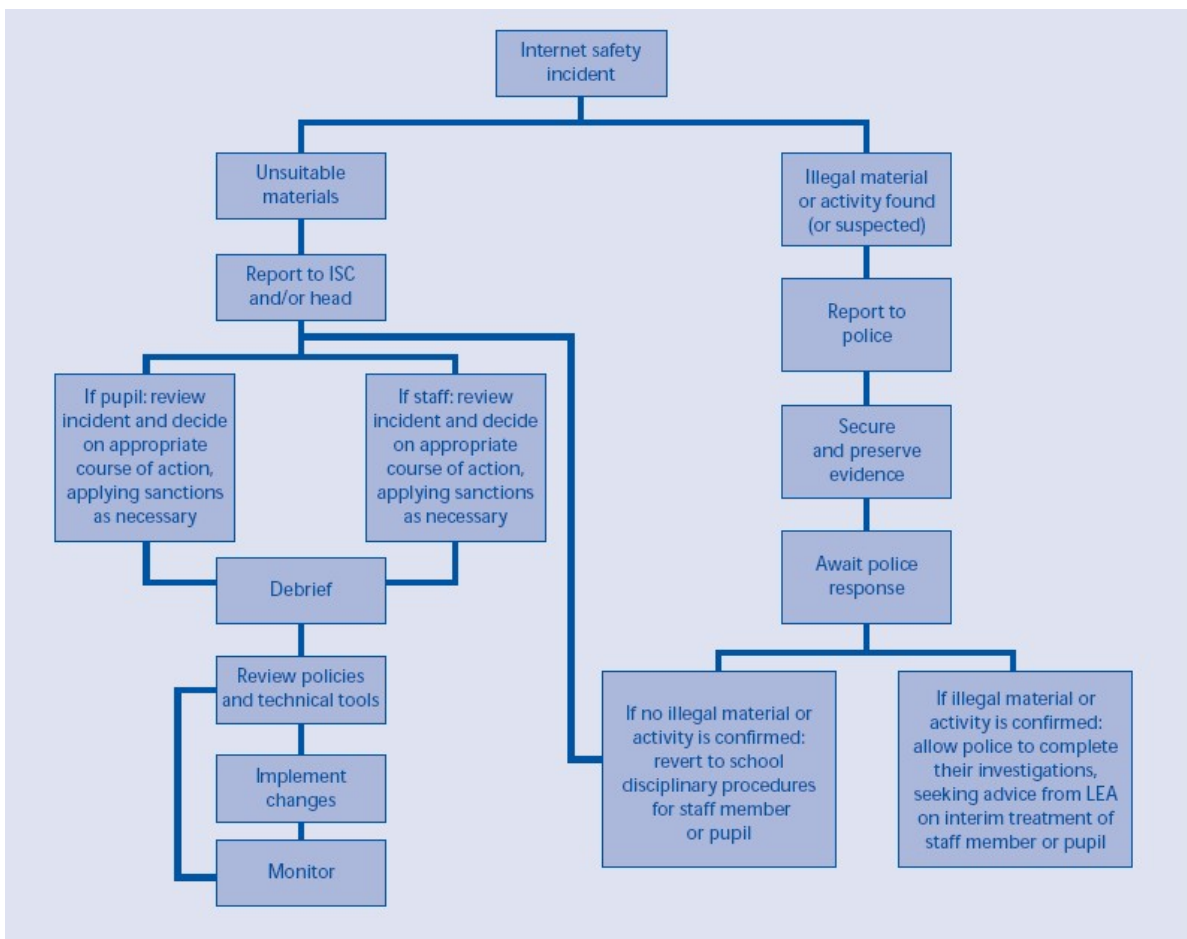 Internet safety
incident
Unsuitable
materials
Illegal material
or activity found
(or suspected)
Report to ISC
and/or head
Report to
police
If pupil: review
incident and decide
on appropriate
course of action,
applying sanctions
as necessary
If staff: review
incident and decide
on appropriate
course of action,
applying sanctions
as necessary
Secure
and preserve
evidence
Await police
response
Debrief
Review policies
and technical tools
Implement
changes
Monitor
If no illegal material or
activity is confirmed:
revert to school
disciplinary procedures
for staff member
or pupil
If illegal material or
activity is confirmed:
allow police to complete
their investigations,
seeking advice from LEA
on interim treatment of
staff member or pupil